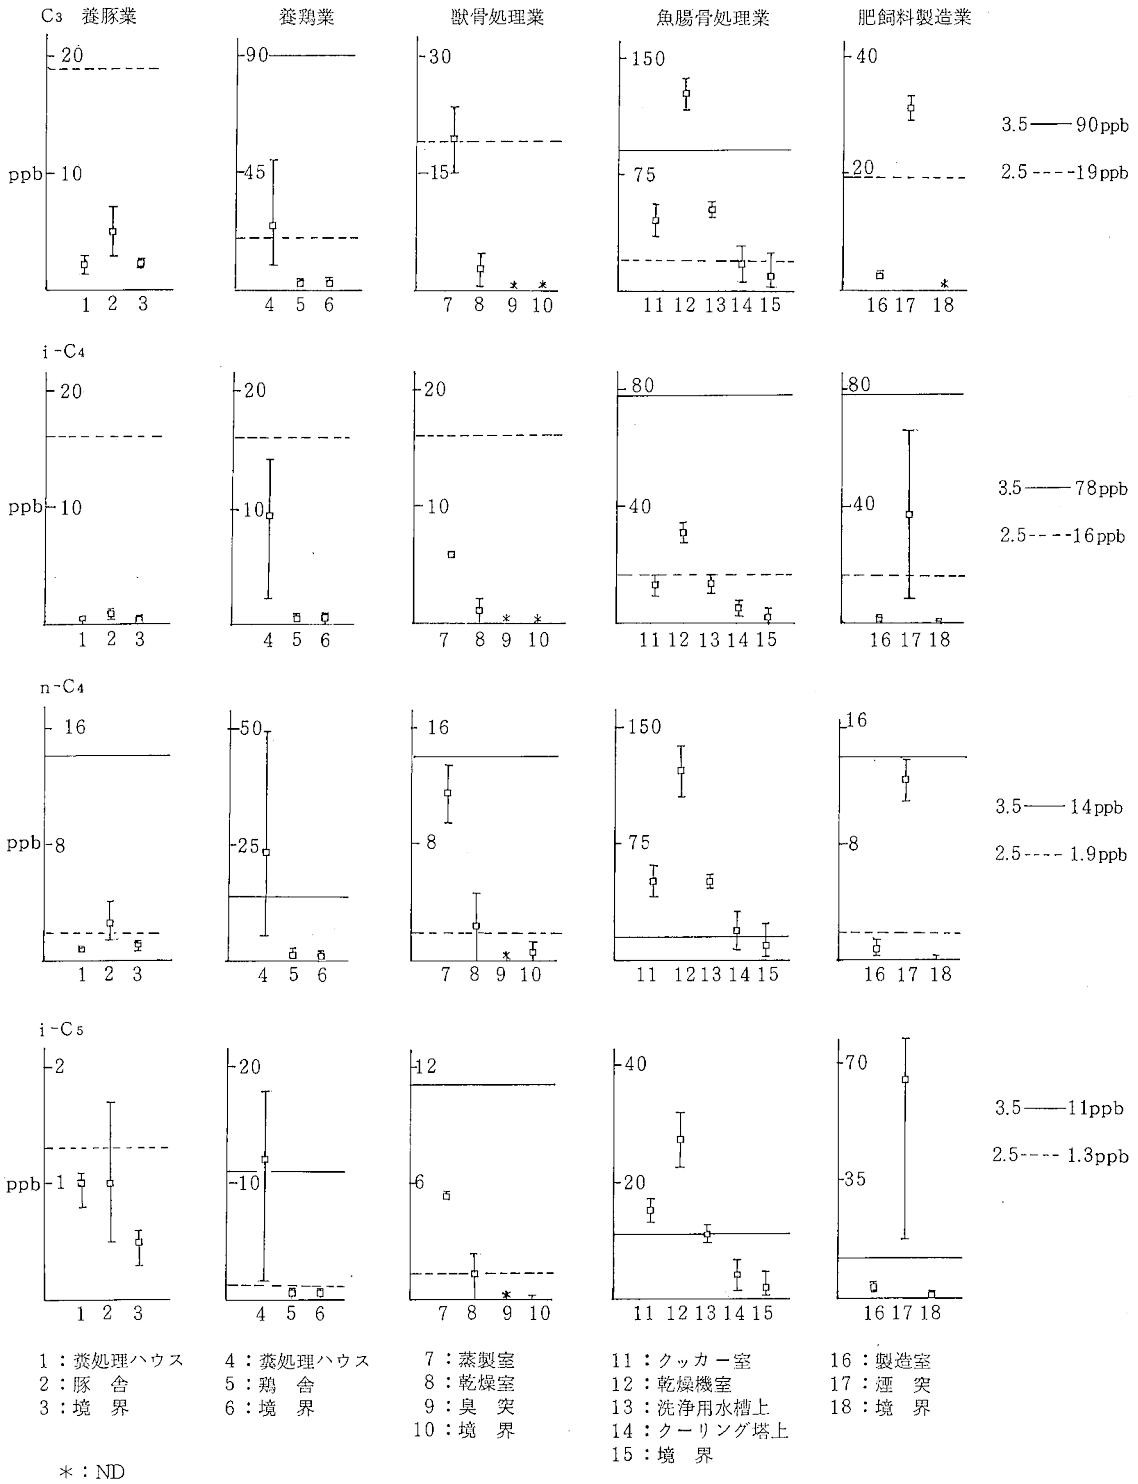 C3 養豚業 養鶏業 獣骨処理業 魚腸骨処理業 肥飼料製造業
20 90 30 150 40
3.5 90ppb
ppb 10 45 15 75 20
2.5 19ppb
1 2 3 4 5 6 7 8 9 10 11 12 13 14 15 16 17 18
i-C4
20 20 20 80 80
3.5 78ppb
ppb 10 10 10 40 40
2.5 16ppb
1 2 3 4 5 6 7 8 9 10 11 12 13 14 15 16 17 18
n-C4
16 50 16 150 16
3.5 14ppb
ppb 8 25 8 75 8
2.5 1.9ppb
1 2 3 4 5 6 7 8 9 10 11 12 13 14 15 16 17 18
i-C5
2 20 12 40 70
3.5 11ppb
ppb 1 10 6 20 35
2.5 1.3ppb
1 2 3 4 5 6 7 8 9 10 11 12 13 14 15 16 17 18
1：糞処理ハウス
2：豚 舎
3：境 界
4：糞処理ハウス
5：鶏 舎
6：境 界
7：蒸製室
8：乾燥室
9：臭 突
10：境 界
11：クッカー室
12：乾燥機室
13：洗浄用水槽上
14：クーリング塔上
15：境 界
16：製造室
17：煙 突
18：境 界
＊：ND